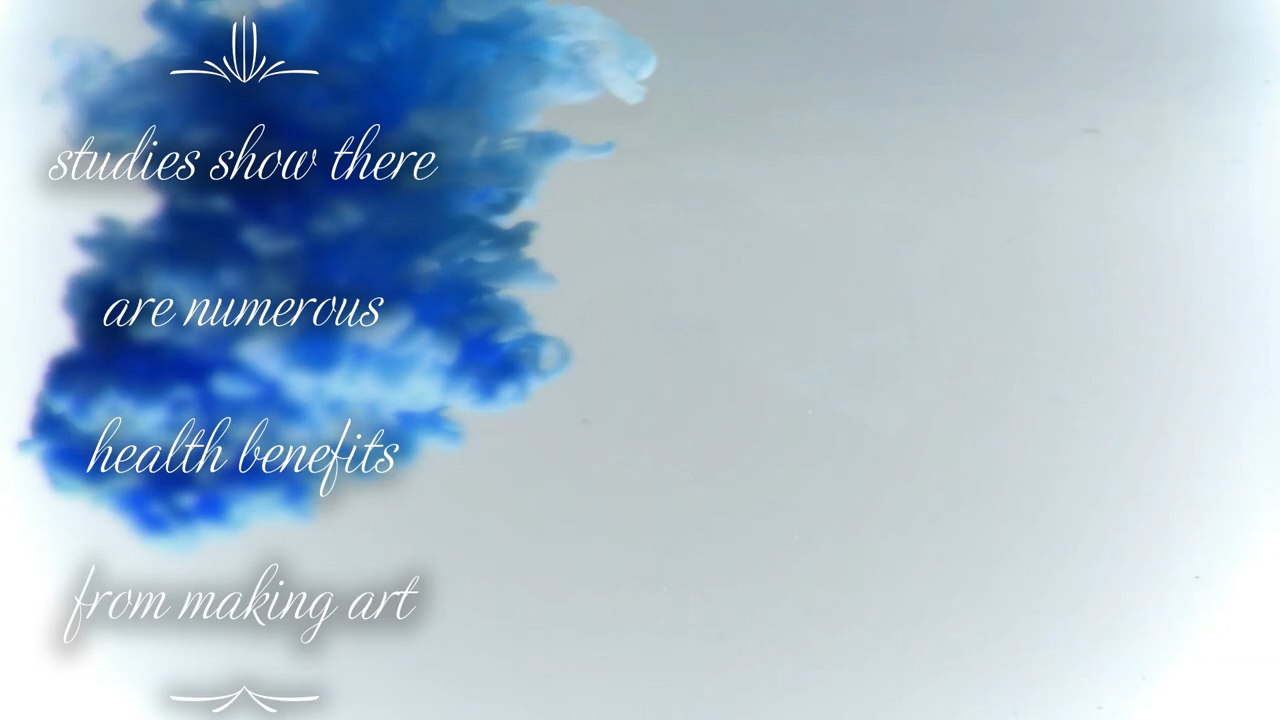 studies show there
are numerous
health benefits
from making art